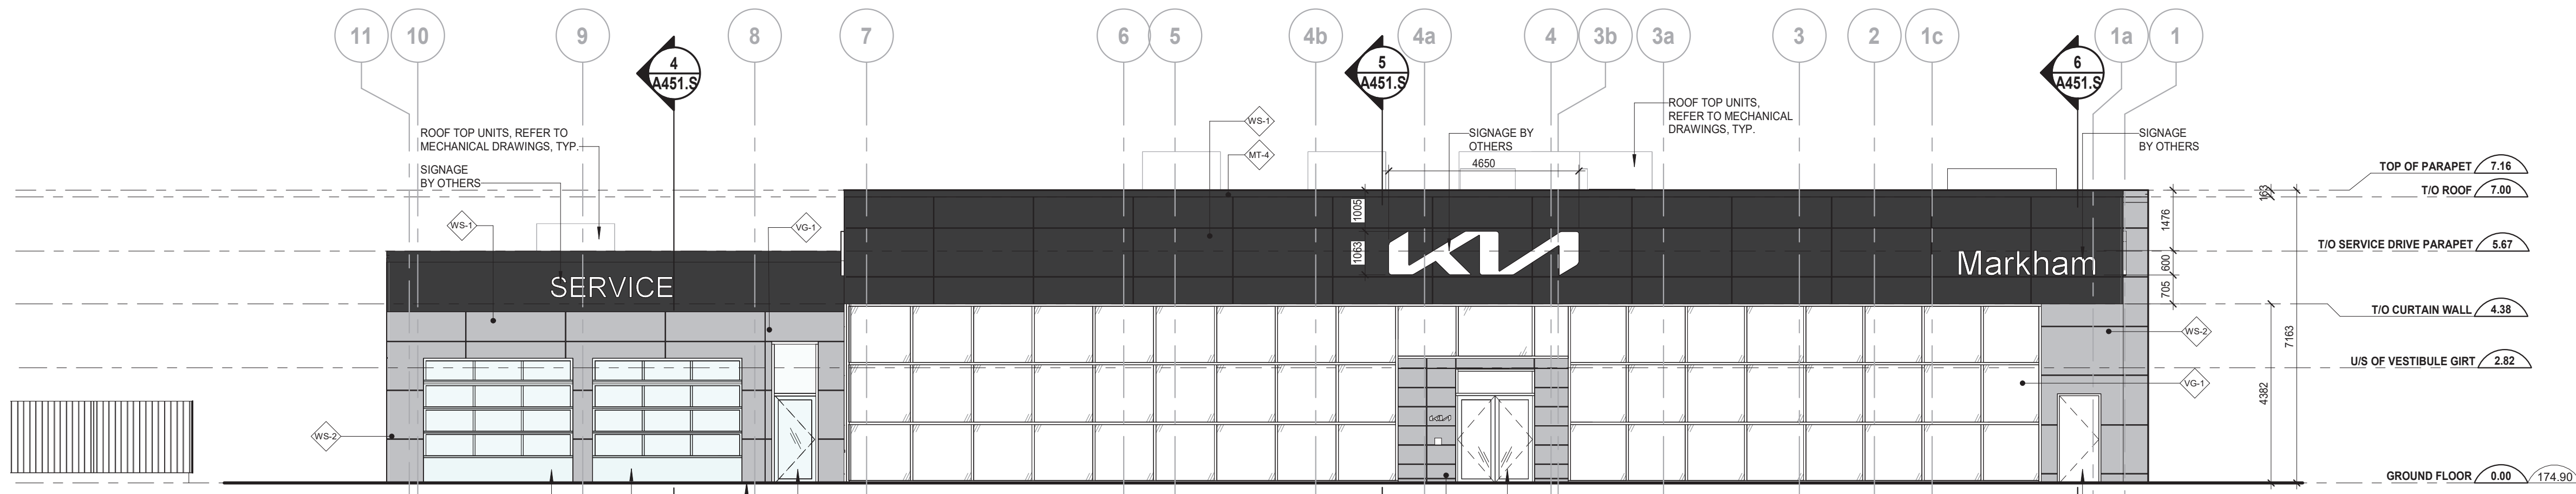 11 10 9 8 7 6 5 4b 4a 4 3b 3a 3 2 1c 1a 1
4
A451.S
5
A451.S
6
A451.S
ROOF TOP UNITS, REFER TO
MECHANICAL DRAWINGS, TYP.
SIGNAGE
BY OTHERS
WS-1
VG-1
WS-1
MT-4
SIGNAGE BY
OTHERS
4650
ROOF TOP UNITS,
REFER TO MECHANICAL
DRAWINGS, TYP.
SIGNAGE
BY OTHERS
TOP OF PARAPET 7.16
T/O ROOF 7.00
T/O SERVICE DRIVE PARAPET 5.67
T/O CURTAIN WALL 4.38
U/S OF VESTIBULE GIRT 2.82
GROUND FLOOR 0.00 174.90
163
1476
600
705
7163
4382
1005
1063
SERVICE
KIA
Markham
WS-2
VG-1
WS-2
KIA